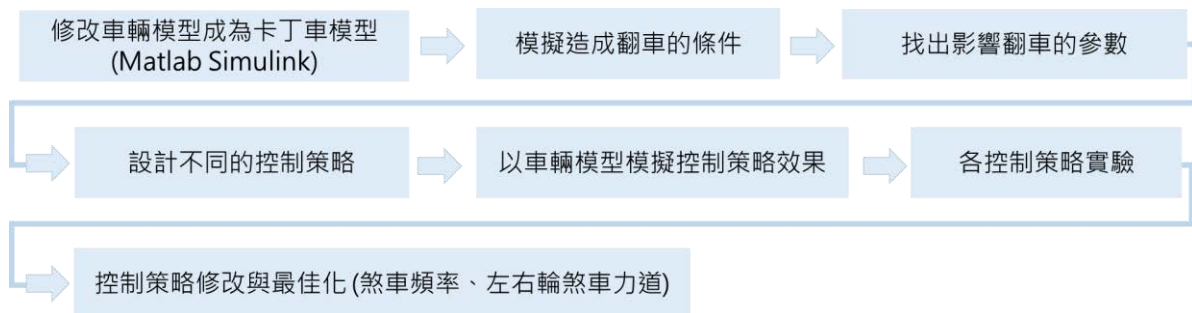 修改車輛模型成為卡丁車模型
(Matlab Simulink)
模擬造成翻車的條件
找出影響翻車的參數
設計不同的控制策略
以車輛模型模擬控制策略效果
各控制策略實驗
控制策略修改與最佳化 (煞車頻率、左右輪煞車力道)